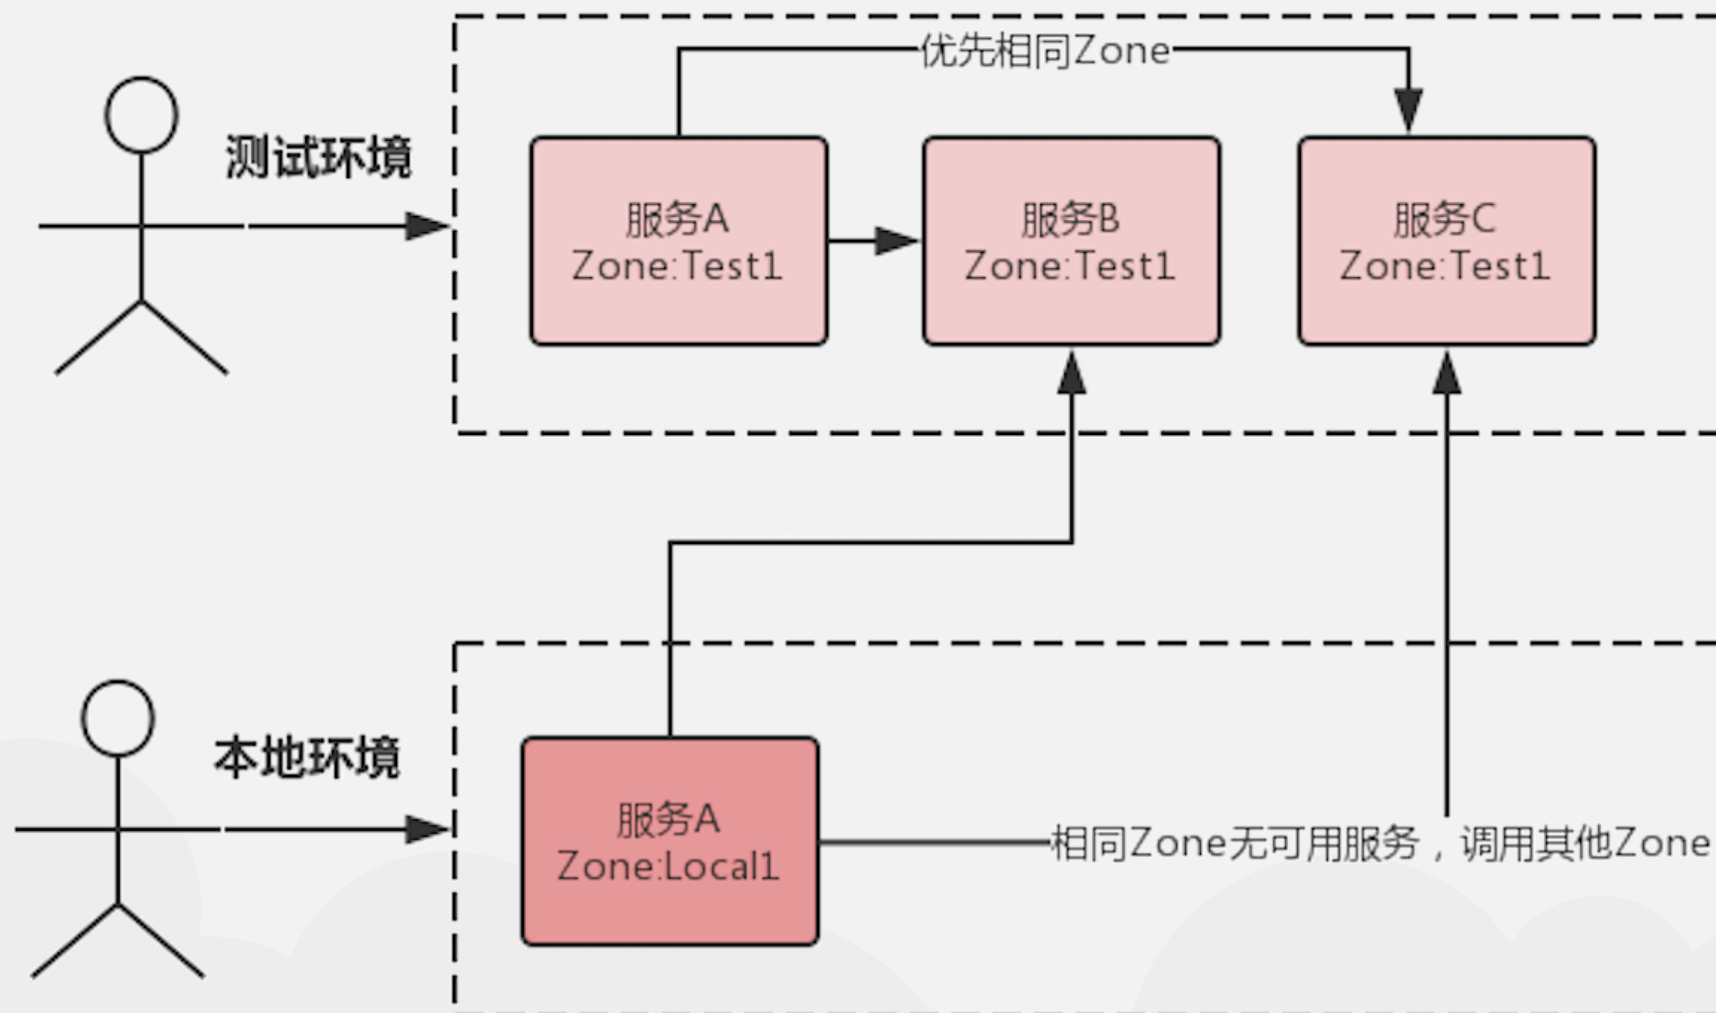 优先相同Zone
测试环境
服务A
Zone:Test1
服务B
Zone:Test1
服务C
Zone:Test1
本地环境
服务A
Zone:Local1
相同Zone无可用服务，调用其他Zone